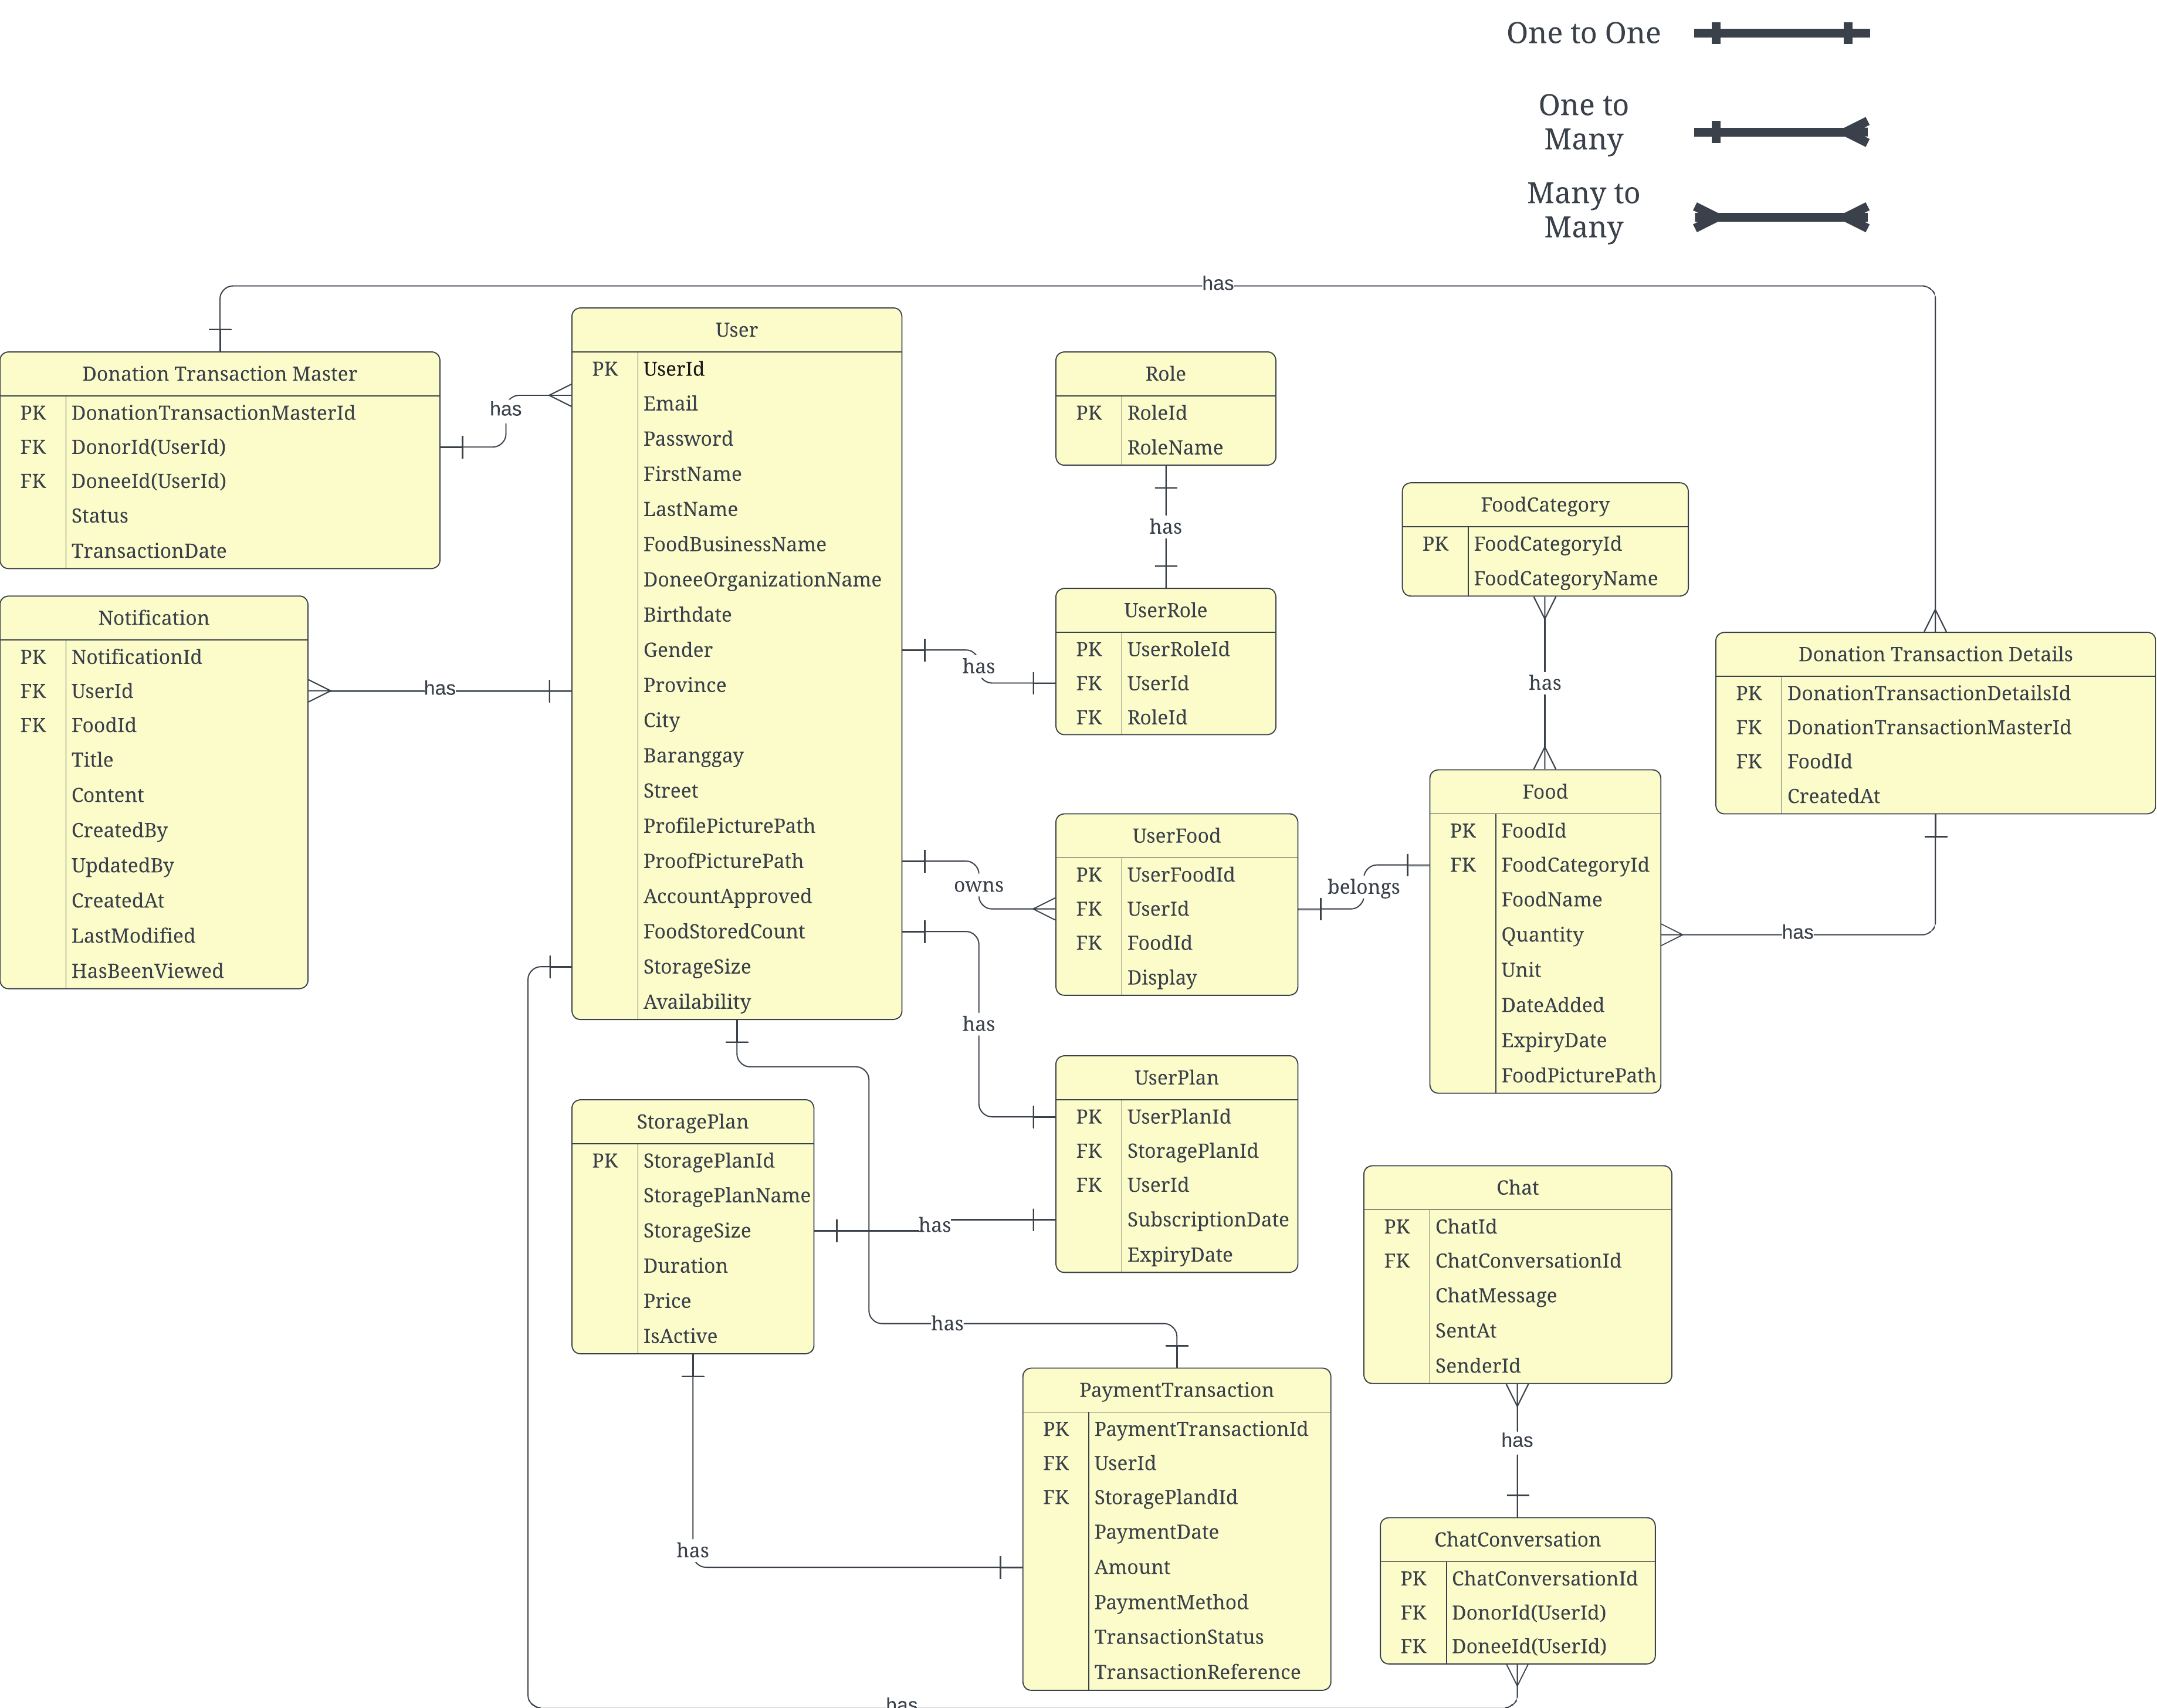 One to One
One to
Many
Many to
Many
has
Donation Transaction Master
PK DonationTransactionMasterId
FK DonorId(UserId)
FK DoneeId(UserId)
Status
TransactionDate
has
User
PK UserId
Email
Password
FirstName
LastName
FoodBusinessName
DoneeOrganizationName
Birthdate
Gender
Province
City
Baranggay
Street
ProfilePicturePath
ProofPicturePath
AccountApproved
FoodStoredCount
StorageSize
Availability
Role
PK RoleId
RoleName
has
UserRole
PK UserRoleId
FK UserId
FK RoleId
has
FoodCategory
PK FoodCategoryId
FoodCategoryName
has
Donation Transaction Details
PK DonationTransactionDetailsId
FK DonationTransactionMasterId
FK FoodId
CreatedAt
has
Notification
PK NotificationId
FK UserId
FK FoodId
Title
Content
CreatedBy
UpdatedBy
CreatedAt
LastModified
HasBeenViewed
has
owns
UserFood
PK UserFoodId
FK UserId
FK FoodId
Display
belongs
Food
PK FoodId
FK FoodCategoryId
FoodName
Quantity
Unit
DateAdded
ExpiryDate
FoodPicturePath
has
UserPlan
PK UserPlanId
FK StoragePlanId
FK UserId
SubscriptionDate
ExpiryDate
StoragePlan
PK StoragePlanId
StoragePlanName
StorageSize
Duration
Price
IsActive
has
has
has
PaymentTransaction
PK PaymentTransactionId
FK UserId
FK StoragePlandId
PaymentDate
Amount
PaymentMethod
TransactionStatus
TransactionReference
Chat
PK ChatId
FK ChatConversationId
ChatMessage
SentAt
SenderId
has
ChatConversation
PK ChatConversationId
FK DonorId(UserId)
FK DoneeId(UserId)
has